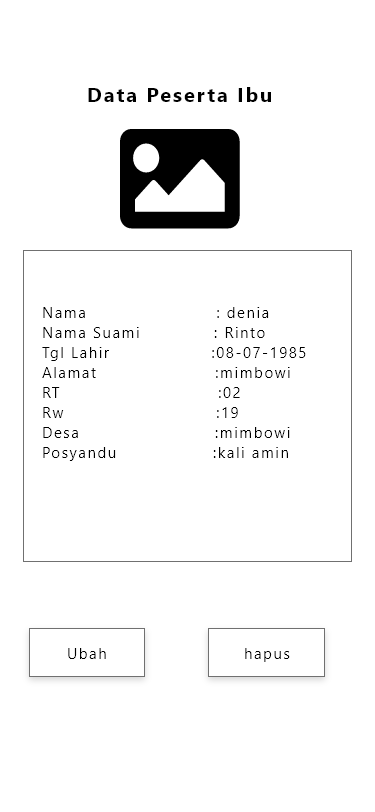 Data Peserta Ibu
Nama : denia
Nama Suami : Rinto
Tgl Lahir :08-07-1985
Alamat :mimbowi
RT :02
Rw :19
Desa :mimbowi
Posyandu :kali amin
Ubah hapus